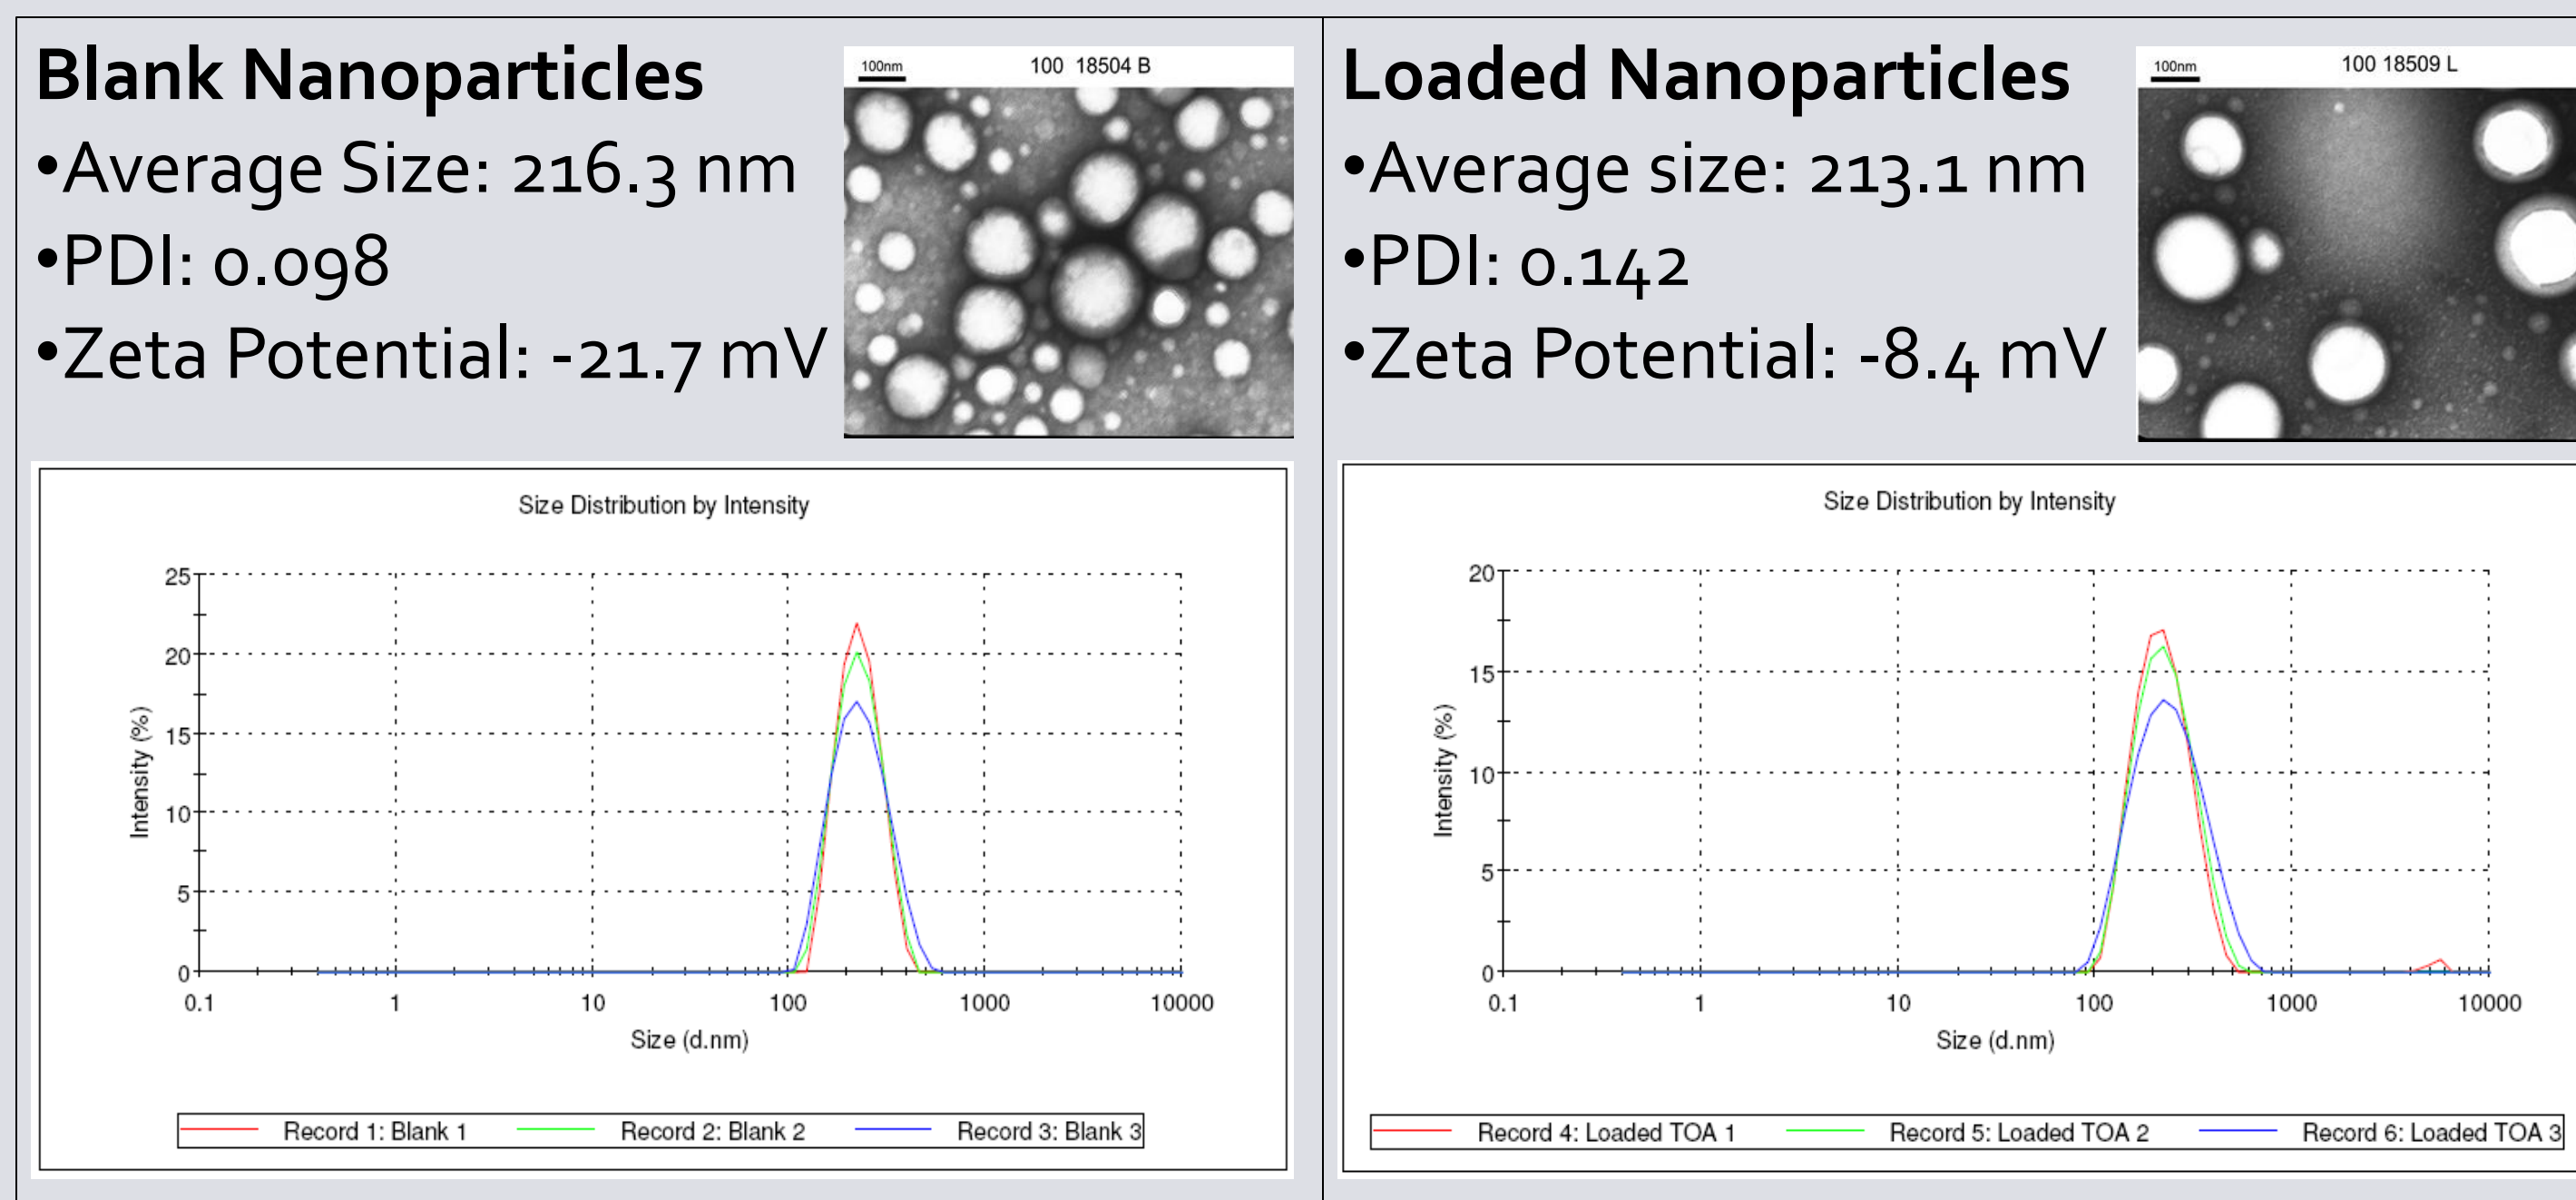 Blank Nanoparticles
•Average Size: 216.3 nm
•PDI: 0.098
•Zeta Potential: -21.7 mV
100nm
100 18504 B
Size Distribution by Intensity
25
20
15
10
5
0
Intensity (%)
0.1 1 10 100 1000 10000
Size (d.nm)
Record 1: Blank 1 Record 2: Blank 2 Record 3: Blank 3
Loaded Nanoparticles
•Average size: 213.1 nm
•PDI: 0.142
•Zeta Potential: -8.4 mV
100nm
100 18509 L
Size Distribution by Intensity
20
15
10
5
0
Intensity (%)
0.1 1 10 100 1000 10000
Size (d.nm)
Record 4: Loaded TOA 1 Record 5: Loaded TOA 2 Record 6: Loaded TOA 3